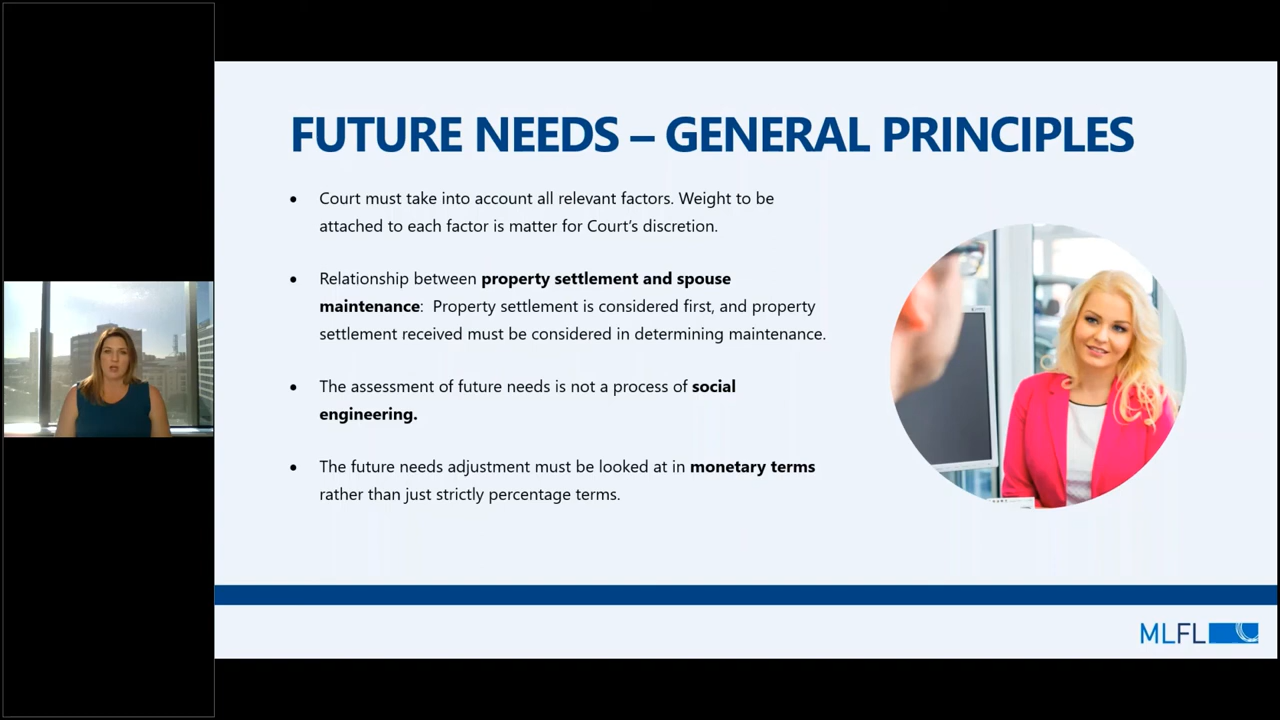 FUTURE NEEDS – GENERAL PRINCIPLES
• Court must take into account all relevant factors. Weight to be
attached to each factor is matter for Court's discretion.
• Relationship between property settlement and spouse
maintenance:  Property settlement is considered first, and property
settlement received must be considered in determining maintenance.
• The assessment of future needs is not a process of social
engineering.
• The future needs adjustment must be looked at in monetary terms
rather than just strictly percentage terms.
MLFL